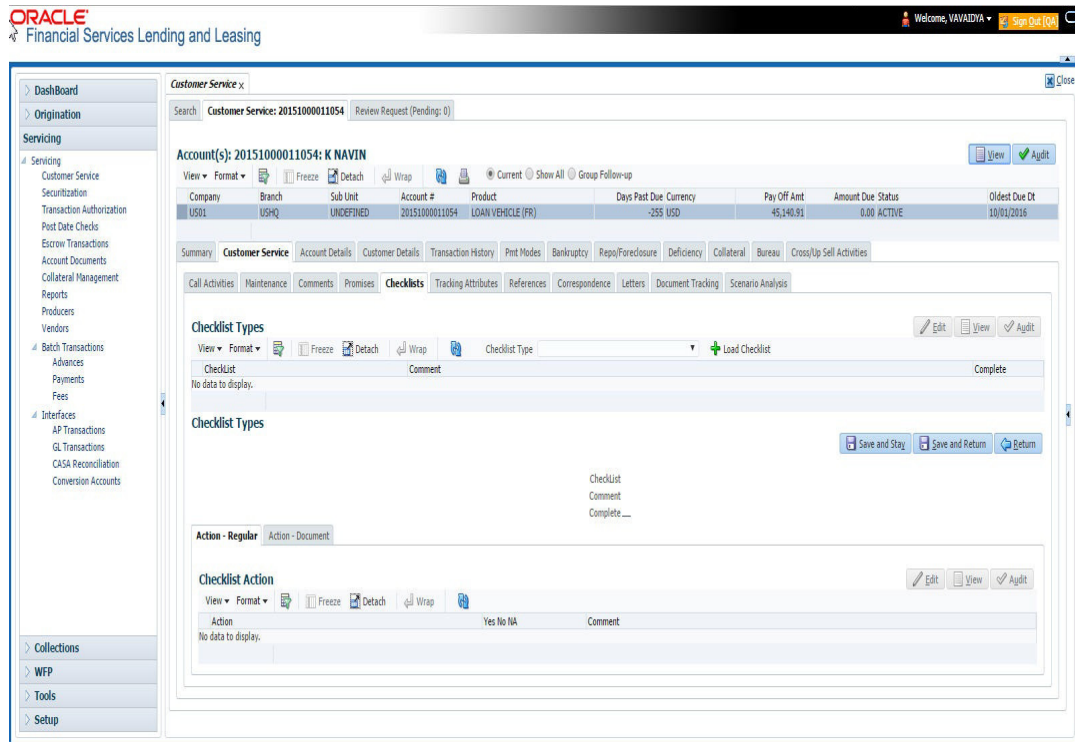 ORACLE'
Financial Services Lending and Leasing
Welcome, VAVAIDYA
Sign Out [QA]
DashBoard
Origination
Servicing
Servicing
Customer Service
Securitization
Transaction Authorization
Post Date Checks
Escrow Transactions
Account Documents
Collateral Management
Reports
Producers
Vendors
Batch Transactions
Advances
Payments
Fees
Interfaces
AP Transactions
GL Transactions
CASA Reconciliation
Conversion Accounts
Collections
WFP
Tools
Setup
Customer Service x
Close
Search Customer Service: 20151000011054 Review Request (Pending: 0)
Account(s): 20151000011054: K NAVIN
View Audit
View Format Freeze Detach Wrap Current Show All Group Follow-up
Company Branch Sub Unit Account # Product Days Past Due Currency Pay Off Amt Amount Due Status Oldest Due Dt
US01 USHQ UNDEFINED 20151000011054 LOAN VEHICLE (FR) -255 USD 45,140.91 0.00 ACTIVE 10/01/2016
Summary Customer Service Account Details Customer Details Transaction History Pmt Modes Bankruptcy Repo/Foreclosure Deficiency Collateral Bureau Cross/Up Sell Activities
Call Activities Maintenance Comments Promises Checklists Tracking Attributes References Correspondence Letters Document Tracking Scenario Analysis
Checklist Types
Edit View Audit
View Format Freeze Detach Wrap Checklist Type Load Checklist
CheckList Comment Complete
No data to display.
Checklist Types
Save and Stay Save and Return Return
CheckList
Comment
Complete
Action - Regular Action - Document
Checklist Action
Edit View Audit
View Format Freeze Detach Wrap
Action Yes No NA Comment
No data to display.